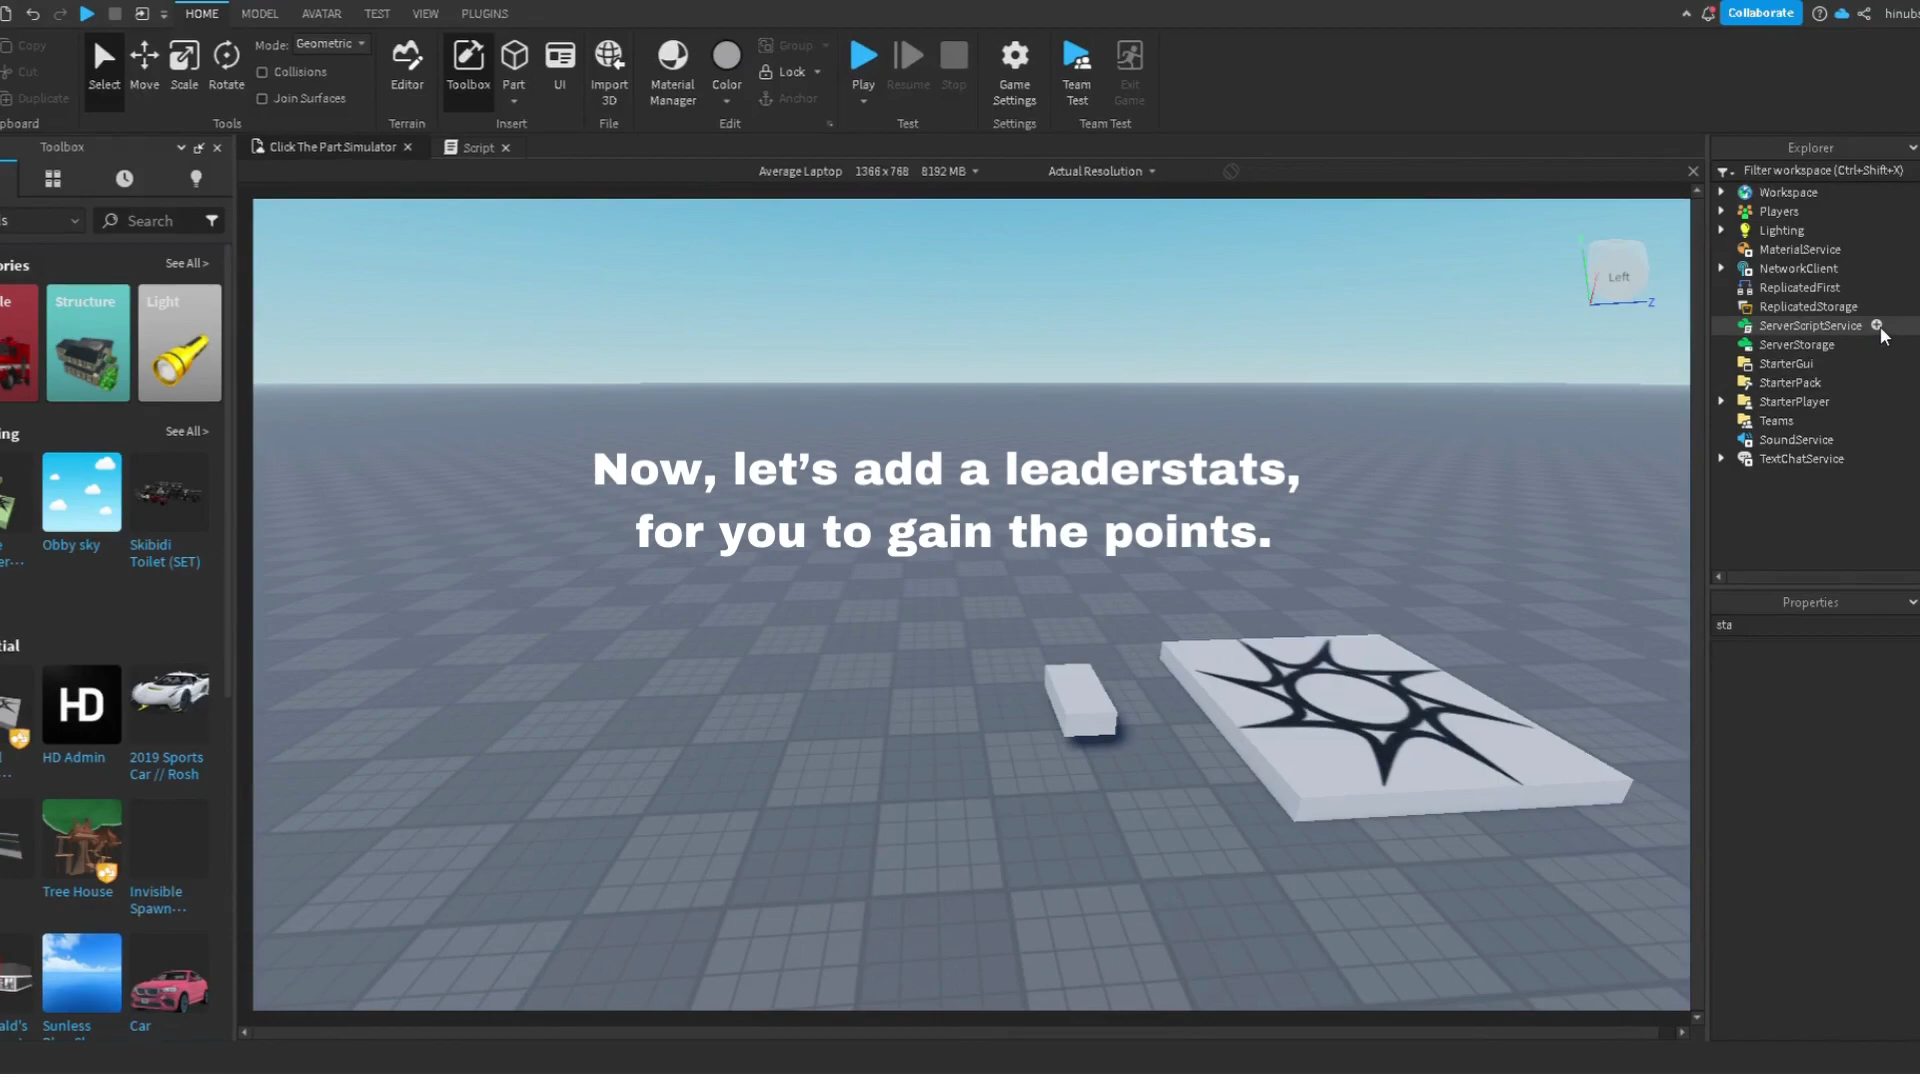 HOME MODEL AVATAR TEST VIEW PLUGINS
Collaborate hinubs
Copy
Cut
Duplicate
pboard
Select Move Scale Rotate
Mode: Geometric
Collisions
Join Surfaces
Tools
Editor
Terrain
Toolbox Part UI
Insert
Import
3D
File
Material
Manager
Color
Group
Lock
Anchor
Edit
Play Resume Stop
Test
Game
Settings
Settings
Team
Test
Exit
Game
Team Test
Toolbox
Click The Part Simulator
Script
Average Laptop 1366 x 768 8192 MB
Actual Resolution
s
Search
ories
See All >
le
Structure
Light
ing
See All >
er...
Obby sky
Skibidi
Toilet (SET)
tial
HD
HD Admin
2019 Sports
Car // Rosh
Tree House
Invisible
Spawn...
ald's
Sunless
Car
Left
Z
Now, let's add a leaderstats,
for you to gain the points.
Explorer
Filter workspace (Ctrl+Shift+X)
Workspace
Players
Lighting
MaterialService
NetworkClient
ReplicatedFirst
ReplicatedStorage
ServerScriptService
ServerStorage
StarterGui
StarterPack
StarterPlayer
Teams
SoundService
TextChatService
Properties
sta